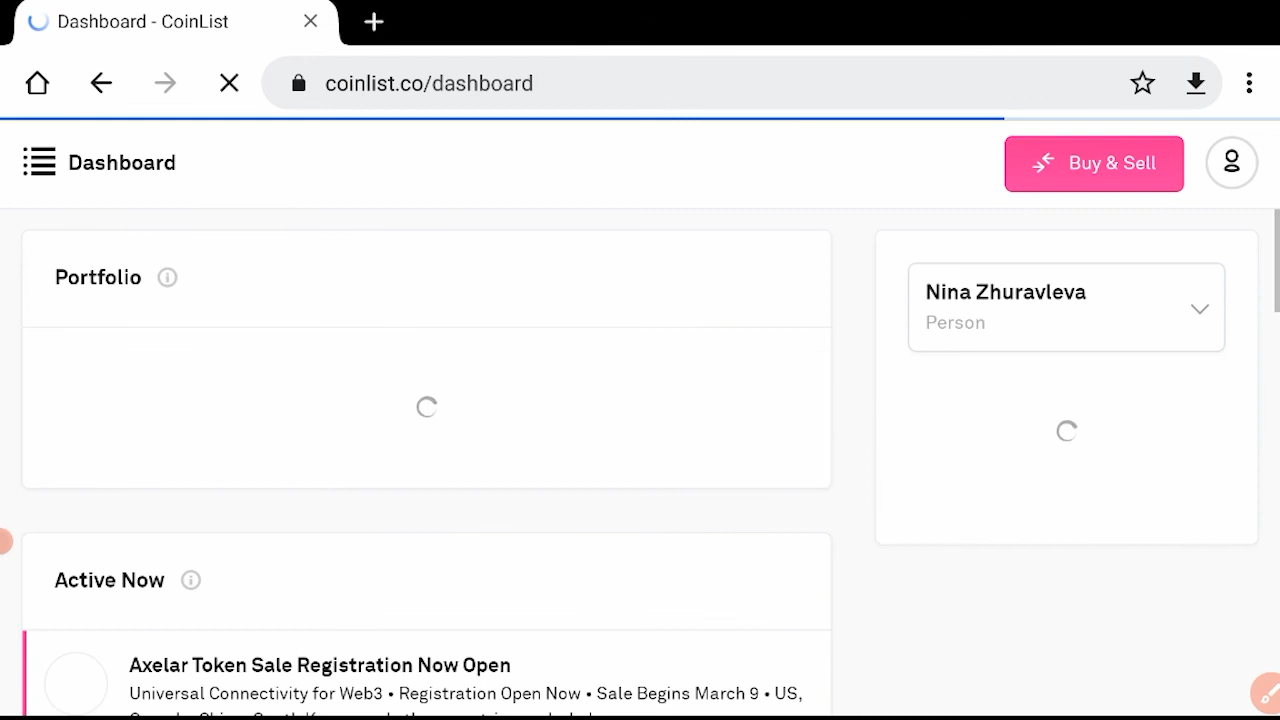 Dashboard - CoinList
coinlist.co/dashboard
Dashboard
Buy & Sell
Portfolio
Nina Zhuravleva
Person
Active Now
Axelar Token Sale Registration Now Open
Universal Connectivity for Web3 • Registration Open Now • Sale Begins March 9 • US,